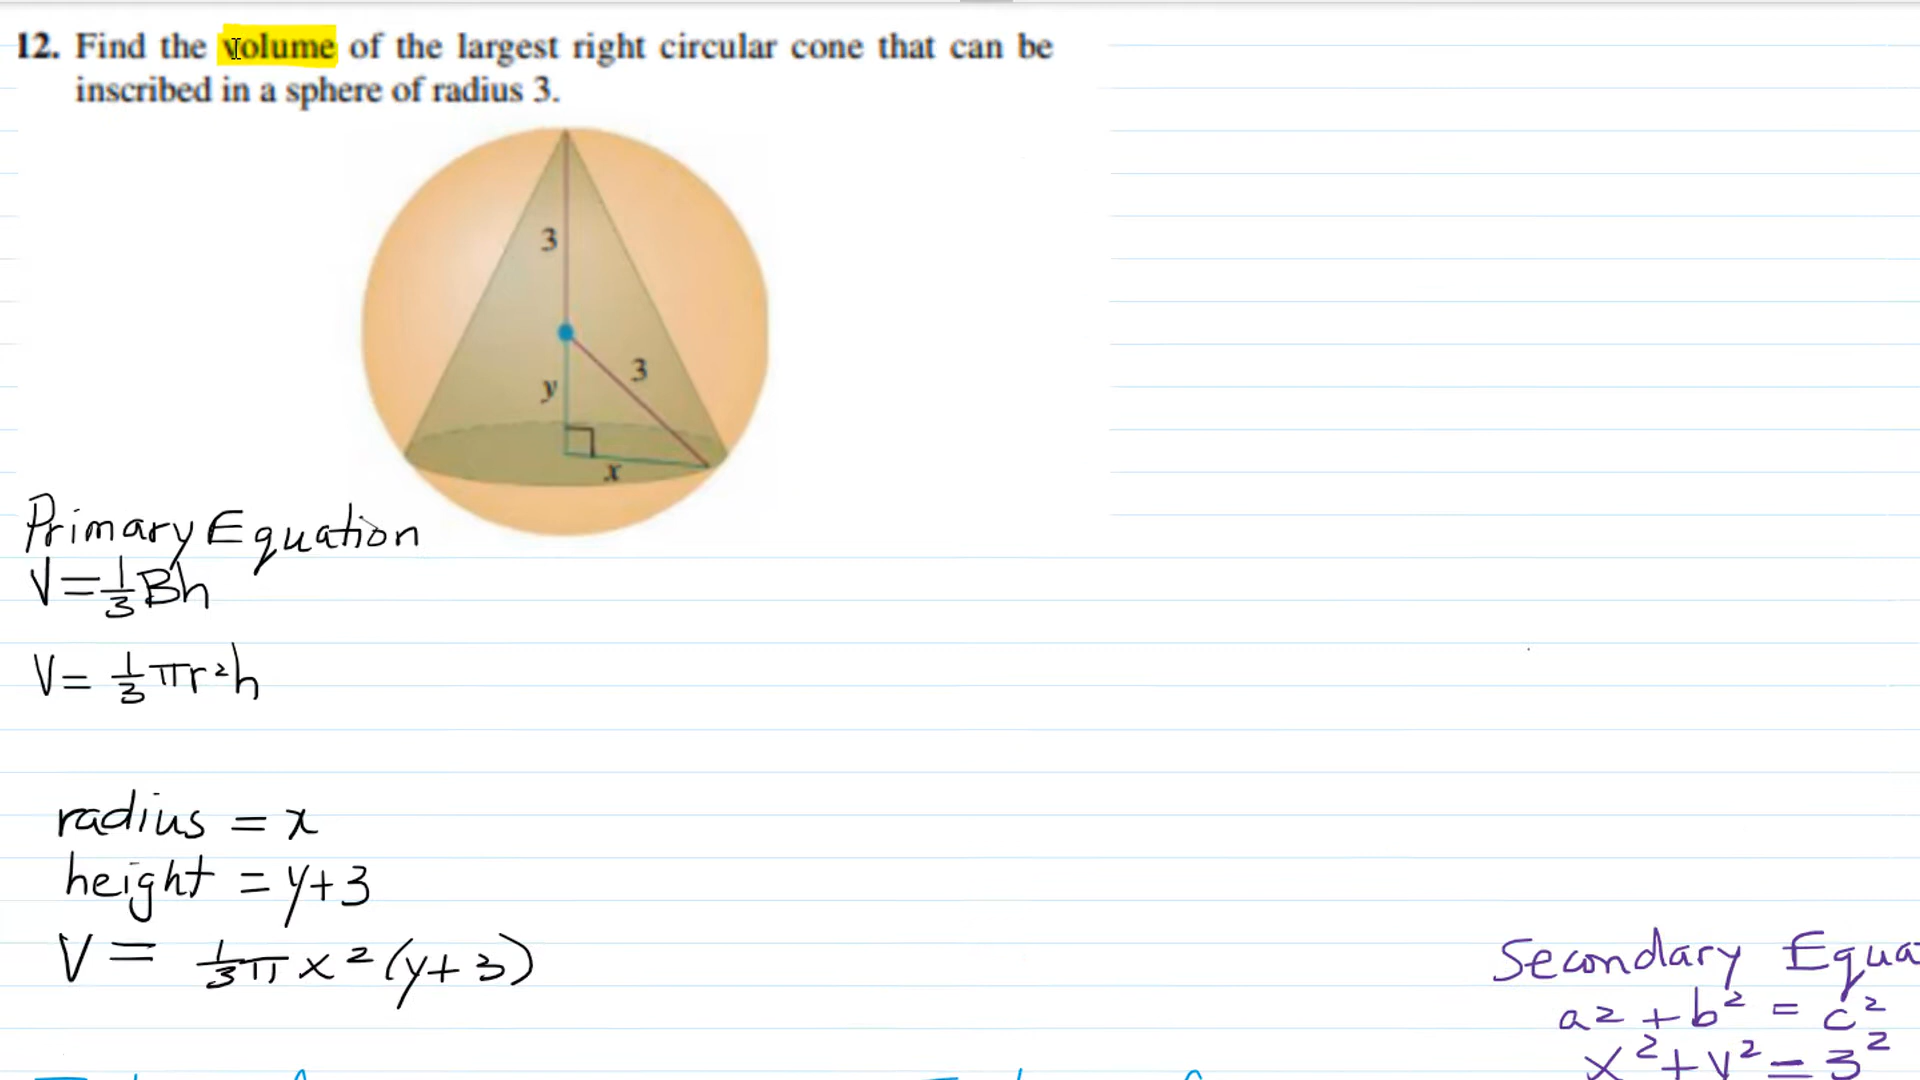 12. Find the volume of the largest right circular cone that can be
inscribed in a sphere of radius 3.
3
3
y
x
Primary Equation
V=⅓Bh
V= ⅓πr²h
radius = x
height = y+3
V= ⅓πx²(y+3)
Secondary Equa
a²+b² = c²
x²+y²=3²